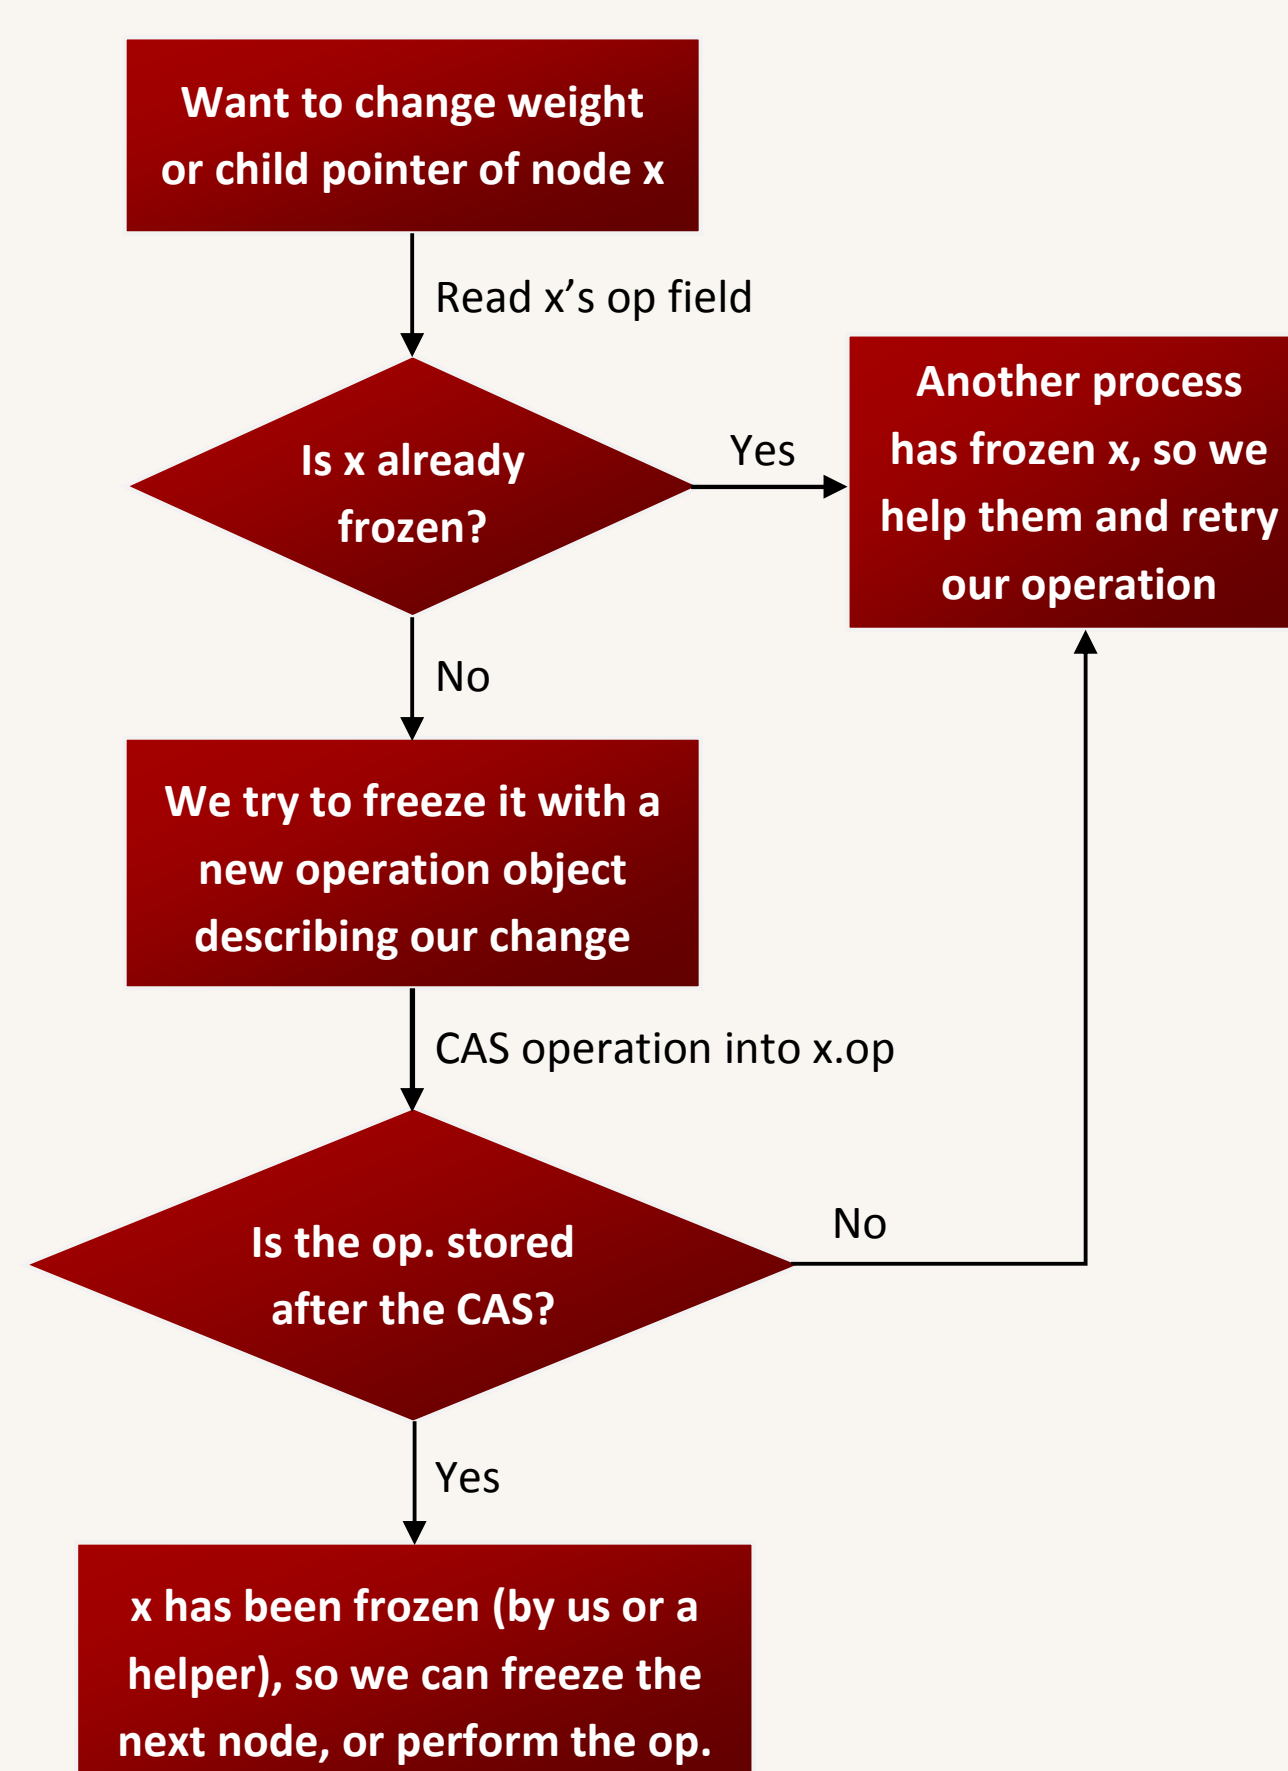 Want to change weight
or child pointer of node x
Read x’s op field
Is x already
frozen?
Yes
Another process
has frozen x, so we
help them and retry
our operation
No
We try to freeze it with a
new operation object
describing our change
CAS operation into x.op
Is the op. stored
after the CAS?
No
Yes
x has been frozen (by us or a
helper), so we can freeze the
next node, or perform the op.